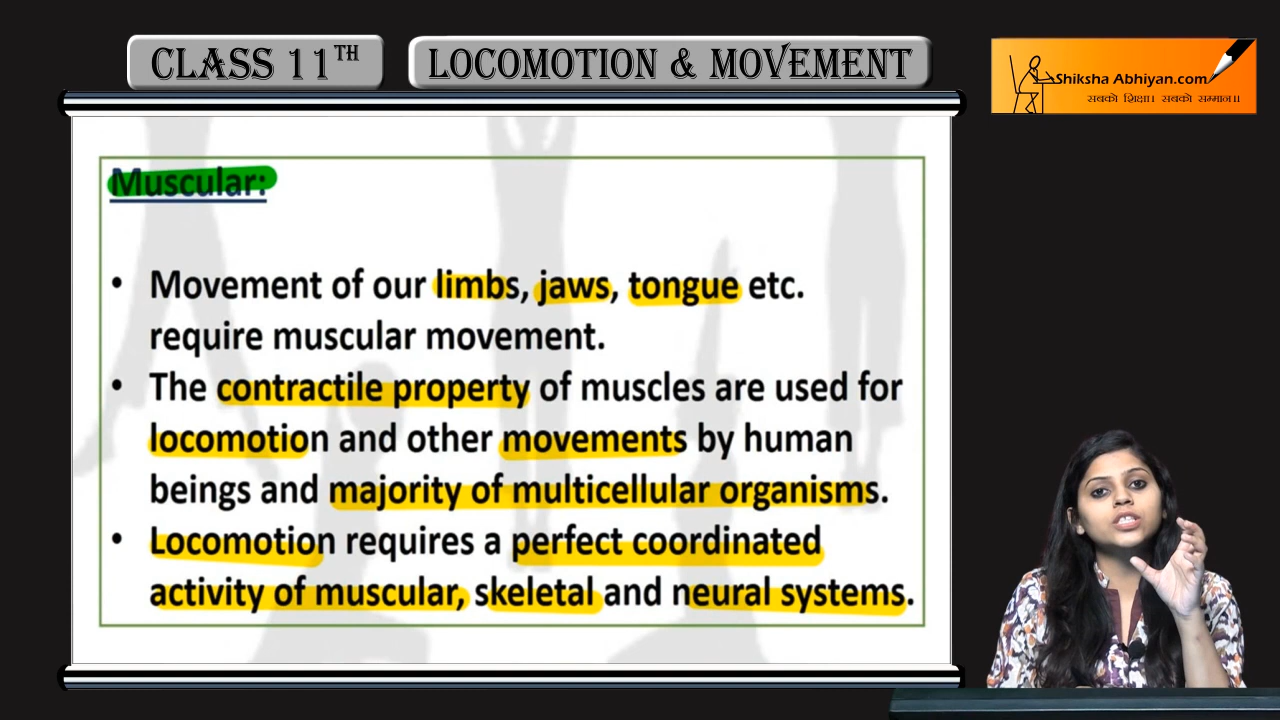 CLASS 11TH
LOCOMOTION & MOVEMENT
Shiksha Abhiyan.com
सबको शिक्षा। सबको सम्मान॥
Muscular:
• Movement of our limbs, jaws, tongue etc.
require muscular movement.
• The contractile property of muscles are used for
locomotion and other movements by human
beings and majority of multicellular organisms.
• Locomotion requires a perfect coordinated
activity of muscular, skeletal and neural systems.